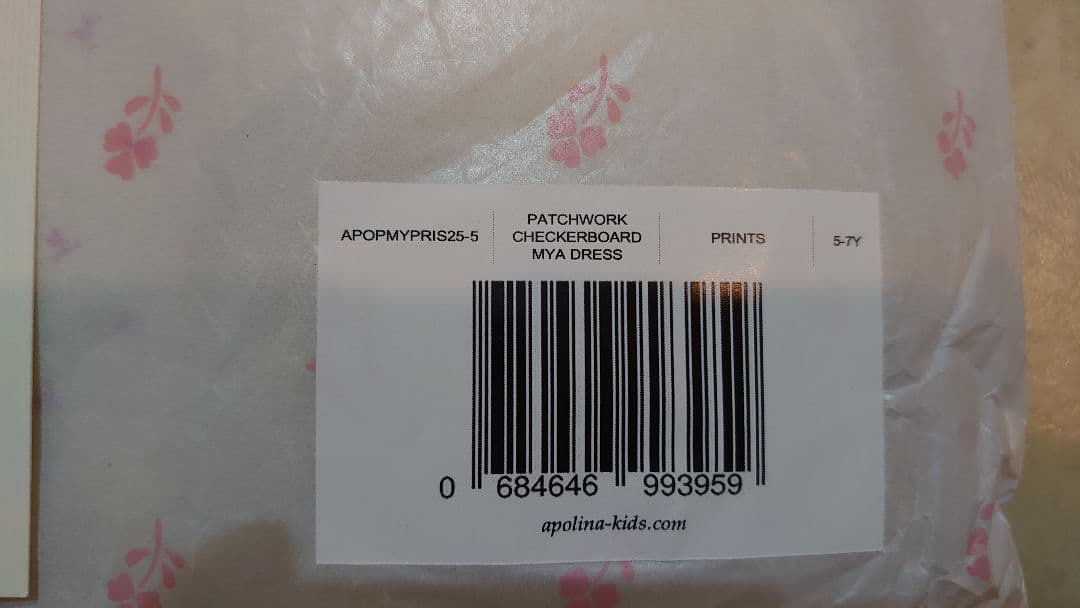 APOPMYPRIS25-5
PATCHWORK
CHECKERBOARD
MYA DRESS
PRINTS
5-7Y
0 684646 993959
apolina-kids.com